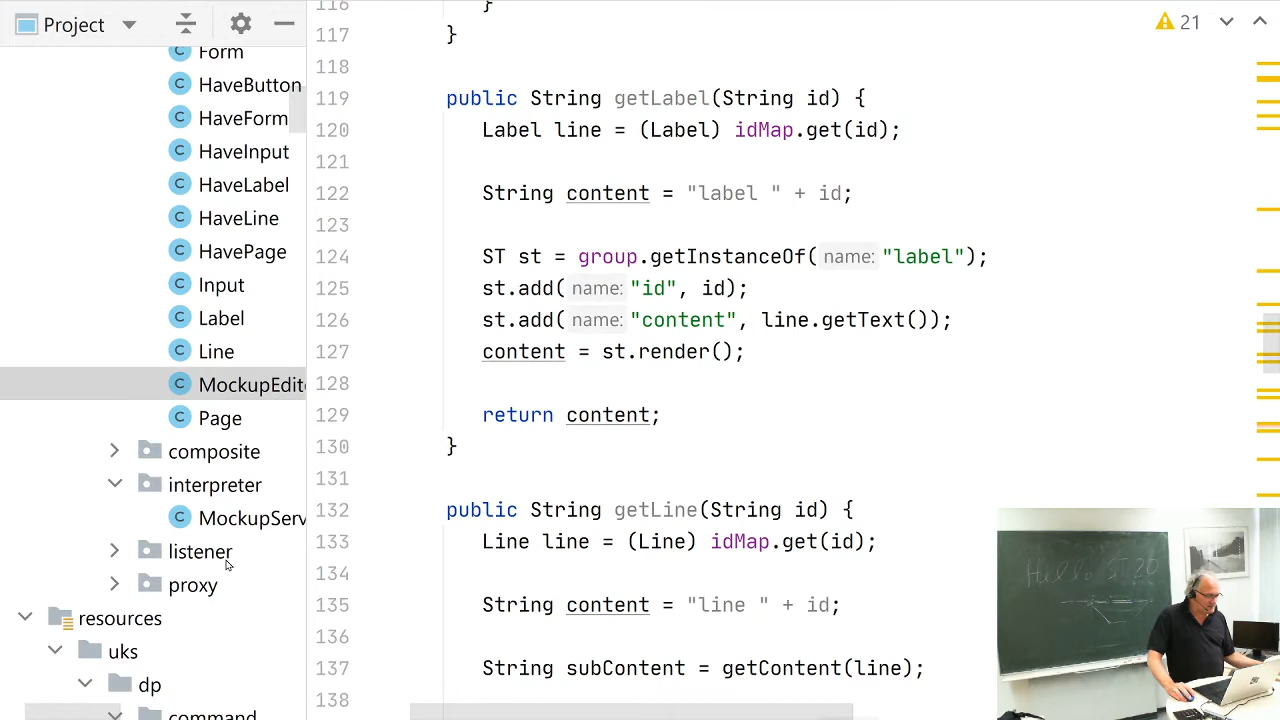 Project
Form
HaveButton
HaveForm
HaveInput
HaveLabel
HaveLine
HavePage
Input
Label
Line
MockupEdit
Page
composite
interpreter
MockupServ
listener
proxy
resources
uks
dp
command
116 }
117 }
118
119 public String getLabel(String id) {
120 Label line = (Label) idMap.get(id);
121
122 String content = "label " + id;
123
124 ST st = group.getInstanceOf( name: "label");
125 st.add( name: "id", id);
126 st.add( name: "content", line.getText());
127 content = st.render();
128
129 return content;
130 }
131
132 public String getLine(String id) {
133 Line line = (Line) idMap.get(id);
134
135 String content = "line " + id;
136
137 String subContent = getContent(line);
138
21
Hello ST 20